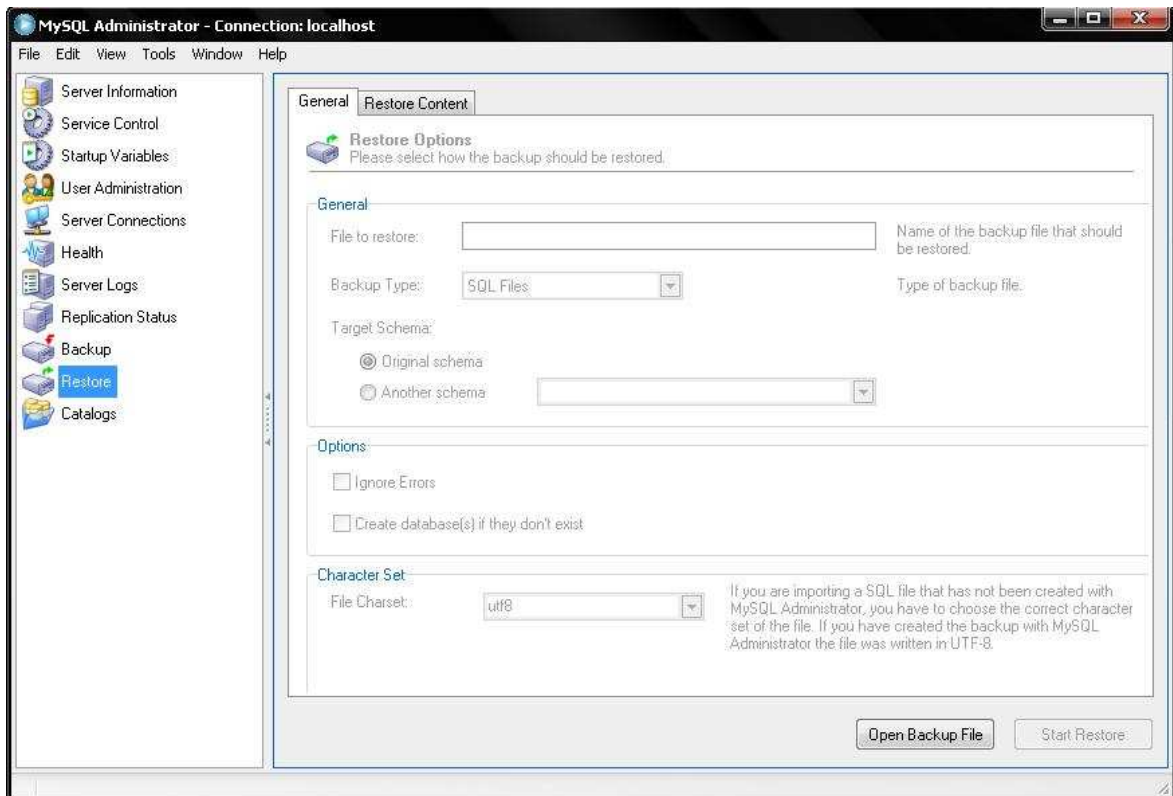 MySQL Administrator - Connection: localhost
File Edit View Tools Window Help
Server Information
Service Control
Startup Variables
User Administration
Server Connections
Health
Server Logs
Replication Status
Backup
Restore
Catalogs
General Restore Content
Restore Options
Please select how the backup should be restored.
General
File to restore:
Name of the backup file that should
be restored.
Backup Type: SQL Files Type of backup file.
Target Schema:
Original schema
Another schema
Options
Ignore Errors
Create database(s) if they don't exist
Character Set
File Charset: utf8
If you are importing a SQL file that has not been created with
MySQL Administrator, you have to choose the correct character
set of the file. If you have created the backup with MySQL
Administrator the file was written in UTF-8.
Open Backup File Start Restore